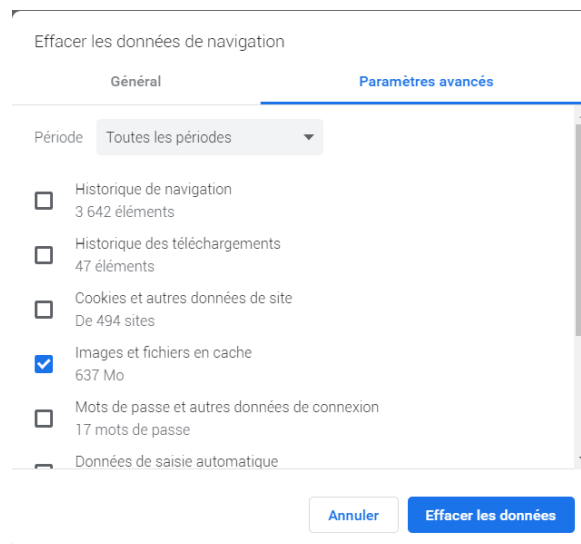 Effacer les données de navigation
Général
Paramètres avancés
Période
Toutes les périodes
Historique de navigation
3 642 éléments
Historique des téléchargements
47 éléments
Cookies et autres données de site
De 494 sites
Images et fichiers en cache
637 Mo
Mots de passe et autres données de connexion
17 mots de passe
Données de saisie automatique
Annuler
Effacer les données